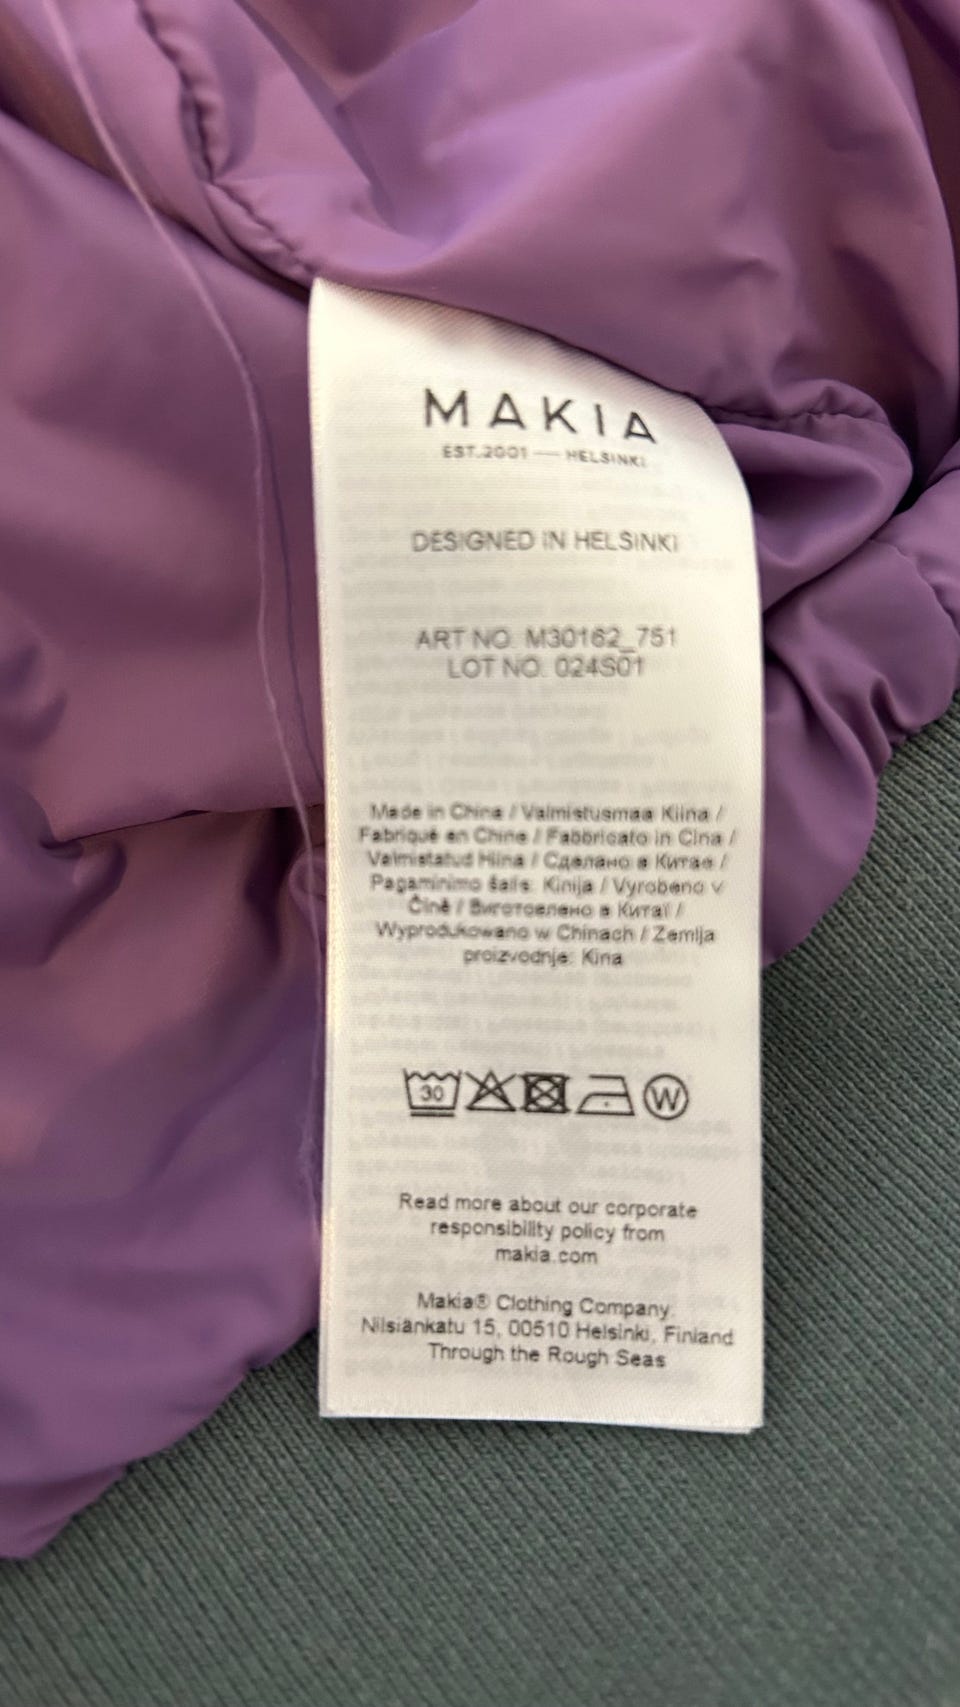 MAKIA
EST.2001 — HELSINKI
DESIGNED IN HELSINKI
ART NO. M30162_751
LOT NO. 024S01
Made in China / Valmistusmaa Kiina /
Fabriqué en Chine / Fabbricato in Cina /
Valmistatud Hiina / Сделано в Китае /
Pagaminimo šalis: Kinija / Vyrobeno v
Číně / Виготовлено в Китаї /
Wyprodukowano w Chinach / Zemlja
proizvodnje: Kina
30
W
Read more about our corporate
responsibility policy from
makia.com
Makia® Clothing Company
Nilsiänkatu 15, 00510 Helsinki, Finland
Through the Rough Seas